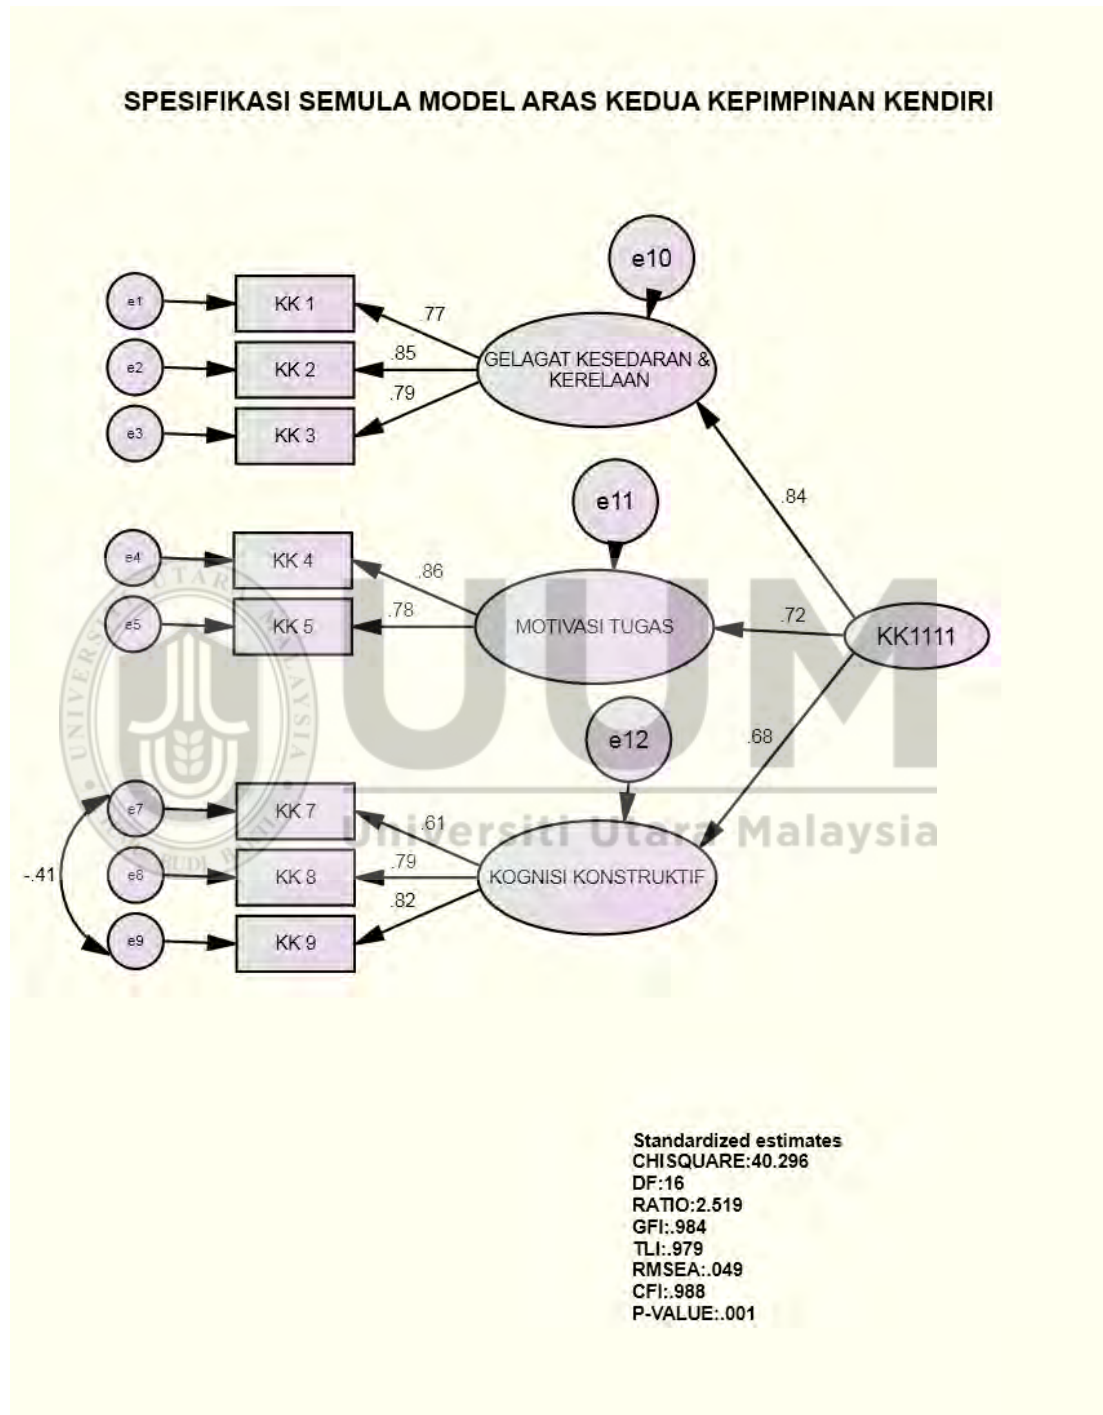 SPESIFIKASI SEMULA MODEL ARAS KEDUA KEPIMPINAN KENDIRI
e10
e1
KK 1
.77
GELAGAT KESEDARAN &
KERELAAN
e2
KK 2
.85
e3
KK 3
.79
.84
e11
e4
KK 4
.86
MOTIVASI TUGAS
e5
KK 5
.78
.72
KK1111
e12
.68
e7
KK 7
.61
-.41
e8
KK 8
.79
KOGNISI KONSTRUKTIF
e9
KK 9
.82
UUM
Universiti Utara Malaysia
UNIVERSITI UTARA MALAYSIA
Standardized estimates
CHISQUARE:40.296
DF:16
RATIO:2.519
GFI:.984
TLI:.979
RMSEA:.049
CFI:.988
P-VALUE:.001